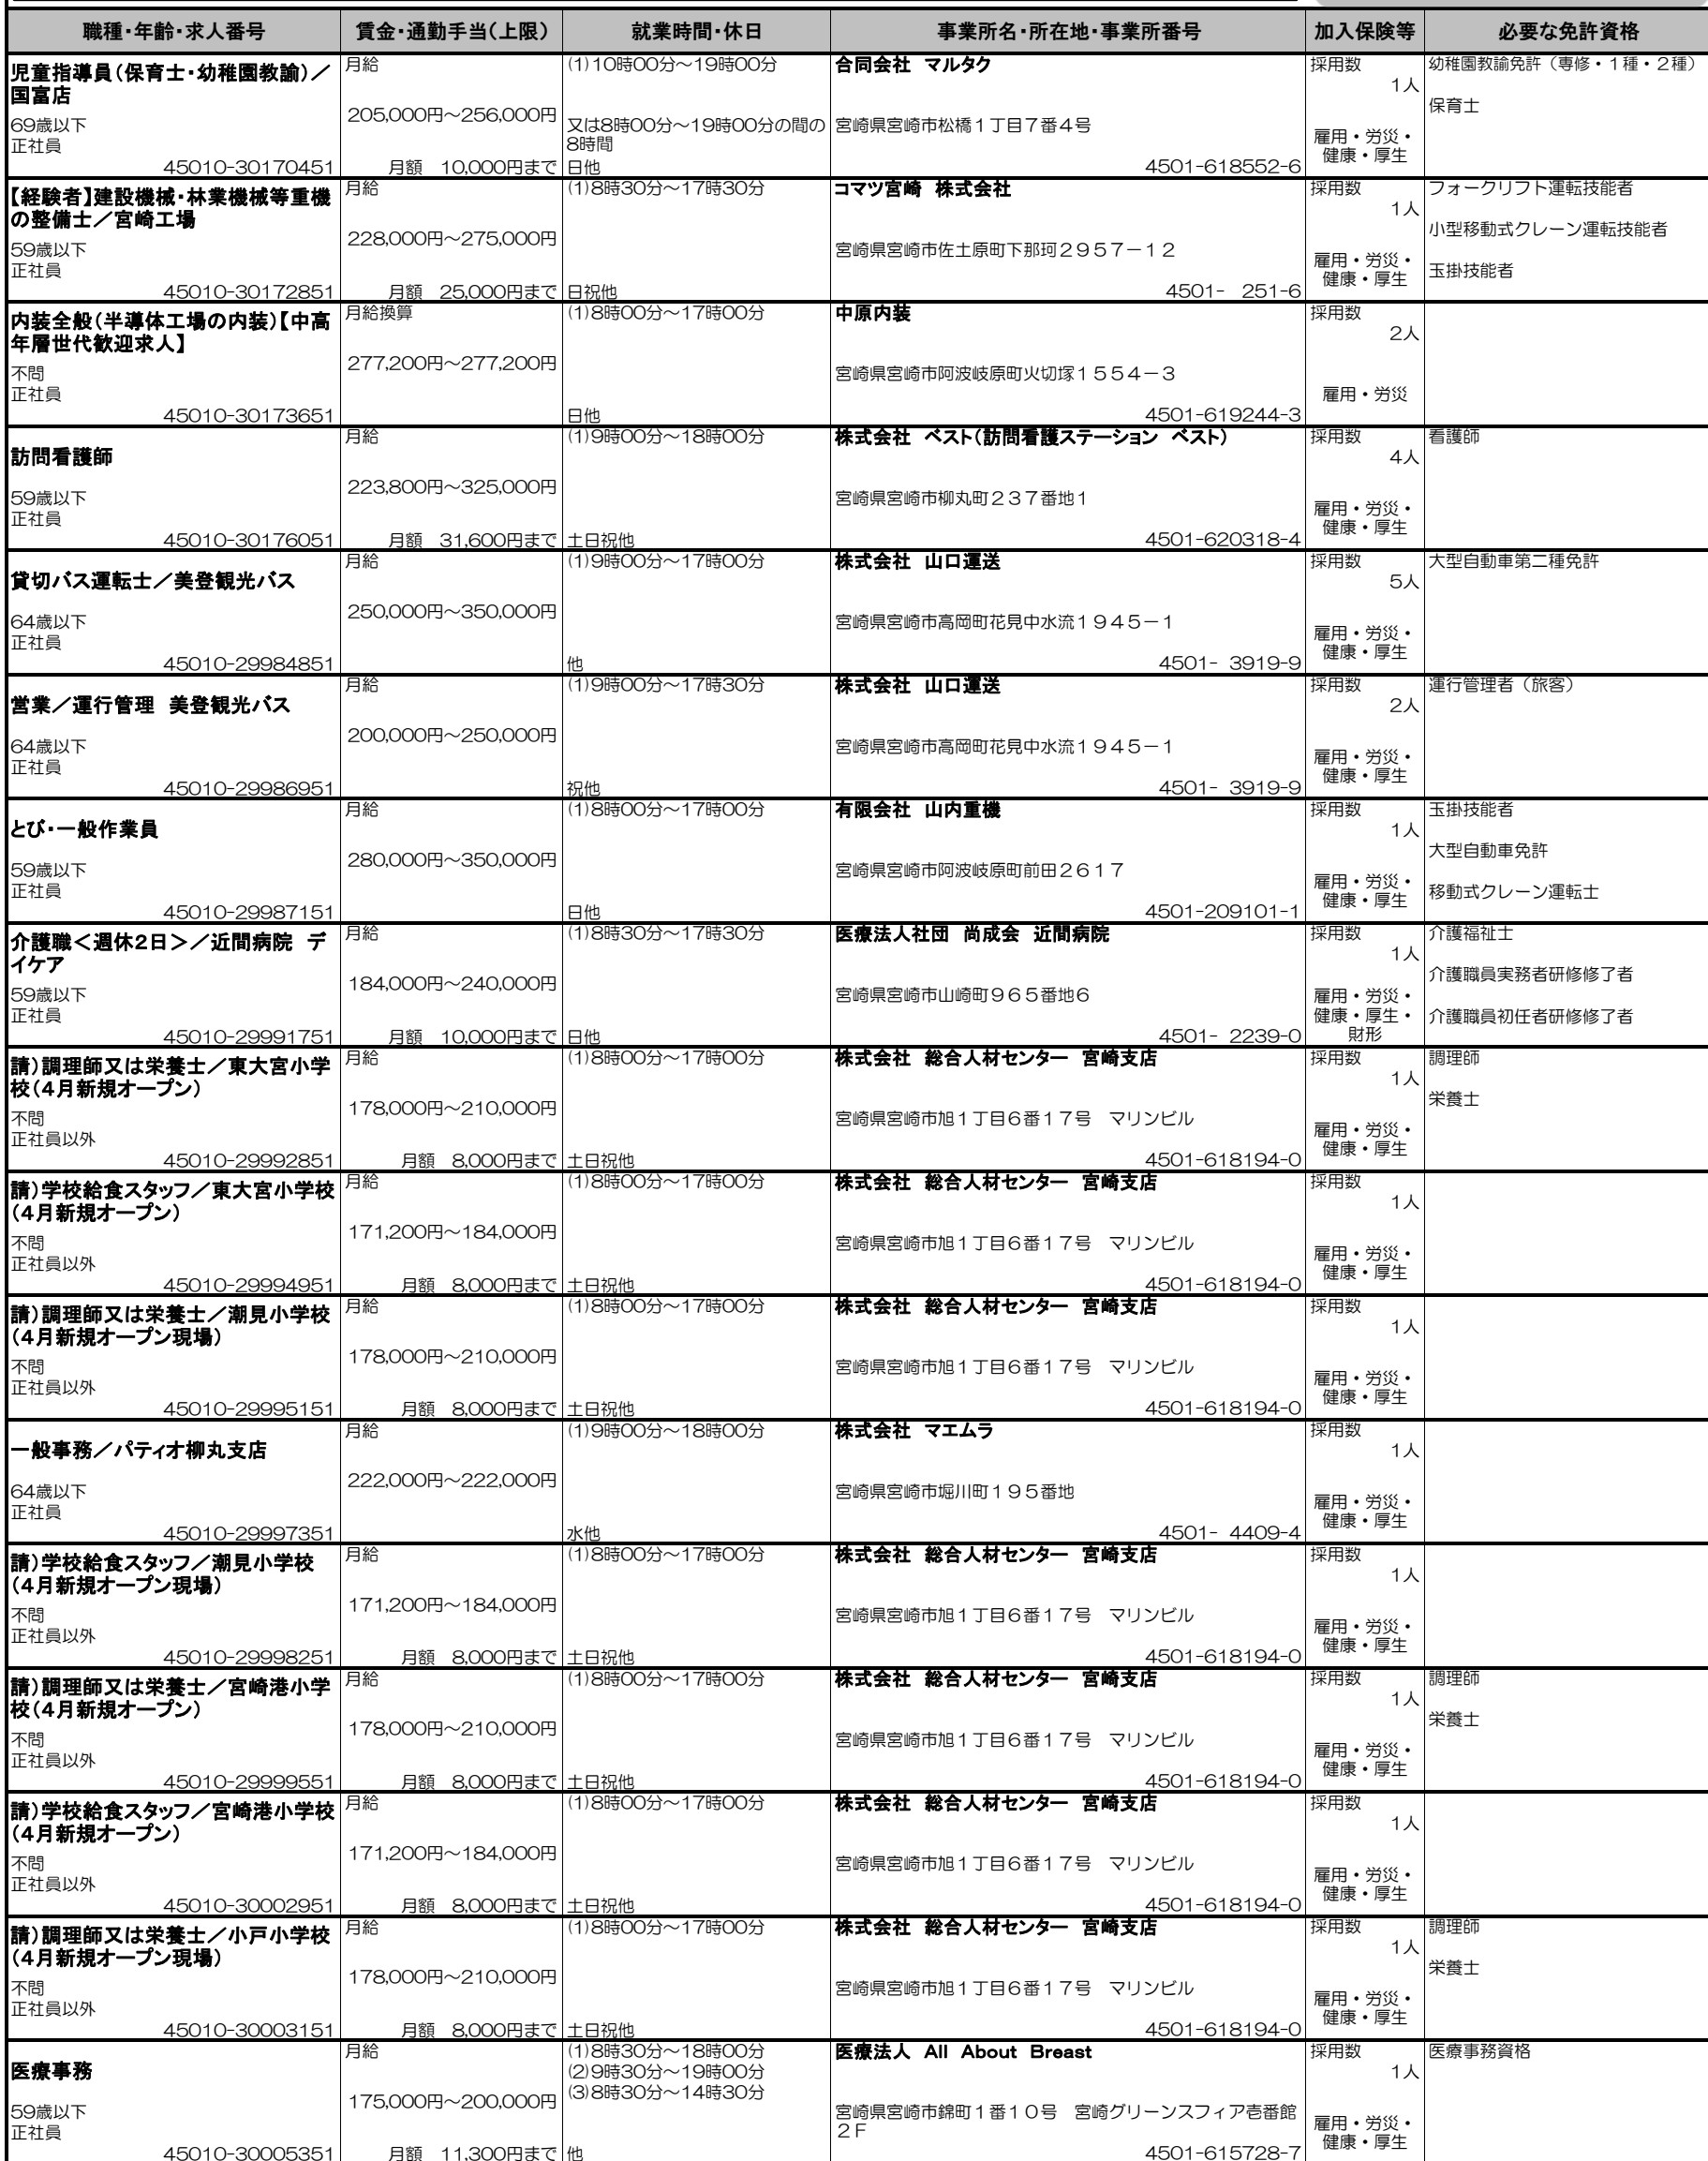 職種・年齢・求人番号 賃金・通勤手当(上限) 就業時間・休日 事業所名・所在地・事業所番号 加入保険等 必要な免許資格
児童指導員(保育士・幼稚園教諭)／国富店
69歳以下
正社員
45010-30170451
月給
205,000円～256,000円
月額 10,000円まで
(1)10時00分～19時00分
又は8時00分～19時00分の間の8時間
日他
合同会社 マルタク
宮崎県宮崎市松橋１丁目７番４号
4501-618552-6
採用数
1人
雇用・労災・
健康・厚生
幼稚園教諭免許（専修・１種・２種）
保育士
【経験者】建設機械・林業機械等重機の整備士／宮崎工場
59歳以下
正社員
45010-30172851
月給
228,000円～275,000円
月額 25,000円まで
(1)8時30分～17時30分
日祝他
コマツ宮崎 株式会社
宮崎県宮崎市佐土原町下那珂２９５７－１２
4501- 251-6
採用数
1人
雇用・労災・
健康・厚生
フォークリフト運転技能者
小型移動式クレーン運転技能者
玉掛技能者
内装全般(半導体工場の内装)【中高年層世代歓迎求人】
不問
正社員
45010-30173651
月給換算
277,200円～277,200円
(1)8時00分～17時00分
日他
中原内装
宮崎県宮崎市阿波岐原町火切塚１５５４－３
4501-619244-3
採用数
2人
雇用・労災
訪問看護師
59歳以下
正社員
45010-30176051
月給
223,800円～325,000円
月額 31,600円まで
(1)9時00分～18時00分
土日祝他
株式会社 ベスト(訪問看護ステーション ベスト)
宮崎県宮崎市柳丸町２３７番地１
4501-620318-4
採用数
4人
雇用・労災・
健康・厚生
看護師
貸切バス運転士／美登観光バス
64歳以下
正社員
45010-29984851
月給
250,000円～350,000円
(1)9時00分～17時00分
他
株式会社 山口運送
宮崎県宮崎市高岡町花見中水流１９４５－１
4501- 3919-9
採用数
5人
雇用・労災・
健康・厚生
大型自動車第二種免許
営業／運行管理 美登観光バス
64歳以下
正社員
45010-29986951
月給
200,000円～250,000円
(1)9時00分～17時30分
祝他
株式会社 山口運送
宮崎県宮崎市高岡町花見中水流１９４５－１
4501- 3919-9
採用数
2人
雇用・労災・
健康・厚生
運行管理者（旅客）
とび・一般作業員
59歳以下
正社員
45010-29987151
月給
280,000円～350,000円
(1)8時00分～17時00分
日他
有限会社 山内重機
宮崎県宮崎市阿波岐原町前田２６１７
4501-209101-1
採用数
1人
雇用・労災・
健康・厚生
玉掛技能者
大型自動車免許
移動式クレーン運転士
介護職＜週休2日＞／近間病院 デイケア
59歳以下
正社員
45010-29991751
月給
184,000円～240,000円
月額 10,000円まで
(1)8時30分～17時30分
日他
医療法人社団 尚成会 近間病院
宮崎県宮崎市山崎町９６５番地６
4501- 2239-0
採用数
1人
雇用・労災・
健康・厚生・
財形
介護福祉士
介護職員実務者研修修了者
介護職員初任者研修修了者
請)調理師又は栄養士／東大宮小学校(4月新規オープン)
不問
正社員以外
45010-29992851
月給
178,000円～210,000円
月額 8,000円まで
(1)8時00分～17時00分
土日祝他
株式会社 総合人材センター 宮崎支店
宮崎県宮崎市旭１丁目６番１７号 マリンビル
4501-618194-0
採用数
1人
雇用・労災・
健康・厚生
調理師
栄養士
請)学校給食スタッフ／東大宮小学校(4月新規オープン)
不問
正社員以外
45010-29994951
月給
171,200円～184,000円
月額 8,000円まで
(1)8時00分～17時00分
土日祝他
株式会社 総合人材センター 宮崎支店
宮崎県宮崎市旭１丁目６番１７号 マリンビル
4501-618194-0
採用数
1人
雇用・労災・
健康・厚生
請)調理師又は栄養士／潮見小学校(4月新規オープン現場)
不問
正社員以外
45010-29995151
月給
178,000円～210,000円
月額 8,000円まで
(1)8時00分～17時00分
土日祝他
株式会社 総合人材センター 宮崎支店
宮崎県宮崎市旭１丁目６番１７号 マリンビル
4501-618194-0
採用数
1人
雇用・労災・
健康・厚生
一般事務／パティオ柳丸支店
64歳以下
正社員
45010-29997351
月給
222,000円～222,000円
(1)9時00分～18時00分
水他
株式会社 マエムラ
宮崎県宮崎市堀川町１９５番地
4501- 4409-4
採用数
1人
雇用・労災・
健康・厚生
請)学校給食スタッフ／潮見小学校(4月新規オープン現場)
不問
正社員以外
45010-29998251
月給
171,200円～184,000円
月額 8,000円まで
(1)8時00分～17時00分
土日祝他
株式会社 総合人材センター 宮崎支店
宮崎県宮崎市旭１丁目６番１７号 マリンビル
4501-618194-0
採用数
1人
雇用・労災・
健康・厚生
請)調理師又は栄養士／宮崎港小学校(4月新規オープン)
不問
正社員以外
45010-29999551
月給
178,000円～210,000円
月額 8,000円まで
(1)8時00分～17時00分
土日祝他
株式会社 総合人材センター 宮崎支店
宮崎県宮崎市旭１丁目６番１７号 マリンビル
4501-618194-0
採用数
1人
雇用・労災・
健康・厚生
調理師
栄養士
請)学校給食スタッフ／宮崎港小学校(4月新規オープン)
不問
正社員以外
45010-30002951
月給
171,200円～184,000円
月額 8,000円まで
(1)8時00分～17時00分
土日祝他
株式会社 総合人材センター 宮崎支店
宮崎県宮崎市旭１丁目６番１７号 マリンビル
4501-618194-0
採用数
1人
雇用・労災・
健康・厚生
請)調理師又は栄養士／小戸小学校(4月新規オープン現場)
不問
正社員以外
45010-30003151
月給
178,000円～210,000円
月額 8,000円まで
(1)8時00分～17時00分
土日祝他
株式会社 総合人材センター 宮崎支店
宮崎県宮崎市旭１丁目６番１７号 マリンビル
4501-618194-0
採用数
1人
雇用・労災・
健康・厚生
調理師
栄養士
医療事務
59歳以下
正社員
45010-30005351
月給
175,000円～200,000円
月額 11,300円まで
(1)8時30分～18時00分
(2)9時30分～19時00分
(3)8時30分～14時30分
他
医療法人 All About Breast
宮崎県宮崎市錦町１番１０号 宮崎グリーンスフィア壱番館２Ｆ
4501-615728-7
採用数
1人
雇用・労災・
健康・厚生
医療事務資格